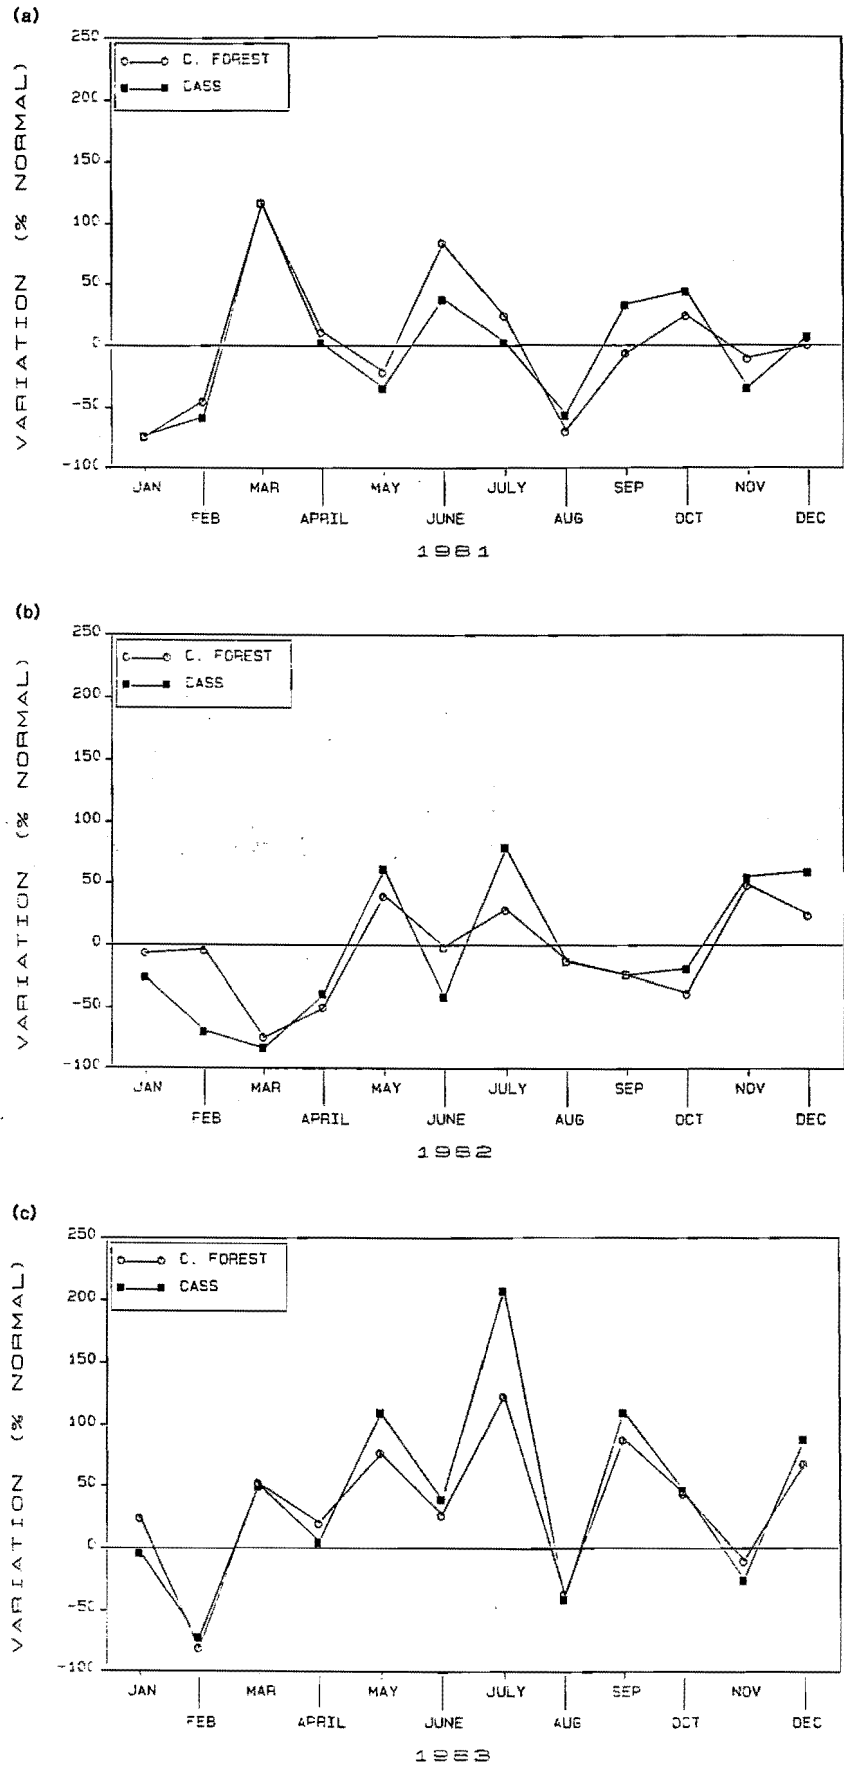 (a)
VARIATION (% NORMAL)
250
200
150
100
50
0
-50
-100
C. FOREST
CASS
JAN
FEB
MAR
APRIL
MAY
JUNE
JULY
AUG
SEP
OCT
NOV
DEC
1981
(b)
VARIATION (% NORMAL)
250
200
150
100
50
0
-50
-100
C. FOREST
CASS
JAN
FEB
MAR
APRIL
MAY
JUNE
JULY
AUG
SEP
OCT
NOV
DEC
1982
(c)
VARIATION (% NORMAL)
250
200
150
100
50
0
-50
-100
C. FOREST
CASS
JAN
FEB
MAR
APRIL
MAY
JUNE
JULY
AUG
SEP
OCT
NOV
DEC
1983